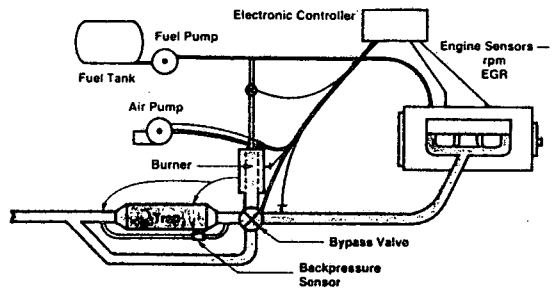 Electronic Controller
Fuel Pump
Engine Sensors —
rpm
EGR
Fuel Tank
Air Pump
Burner
Trap
Bypass Valve
Backpressure
Sensor